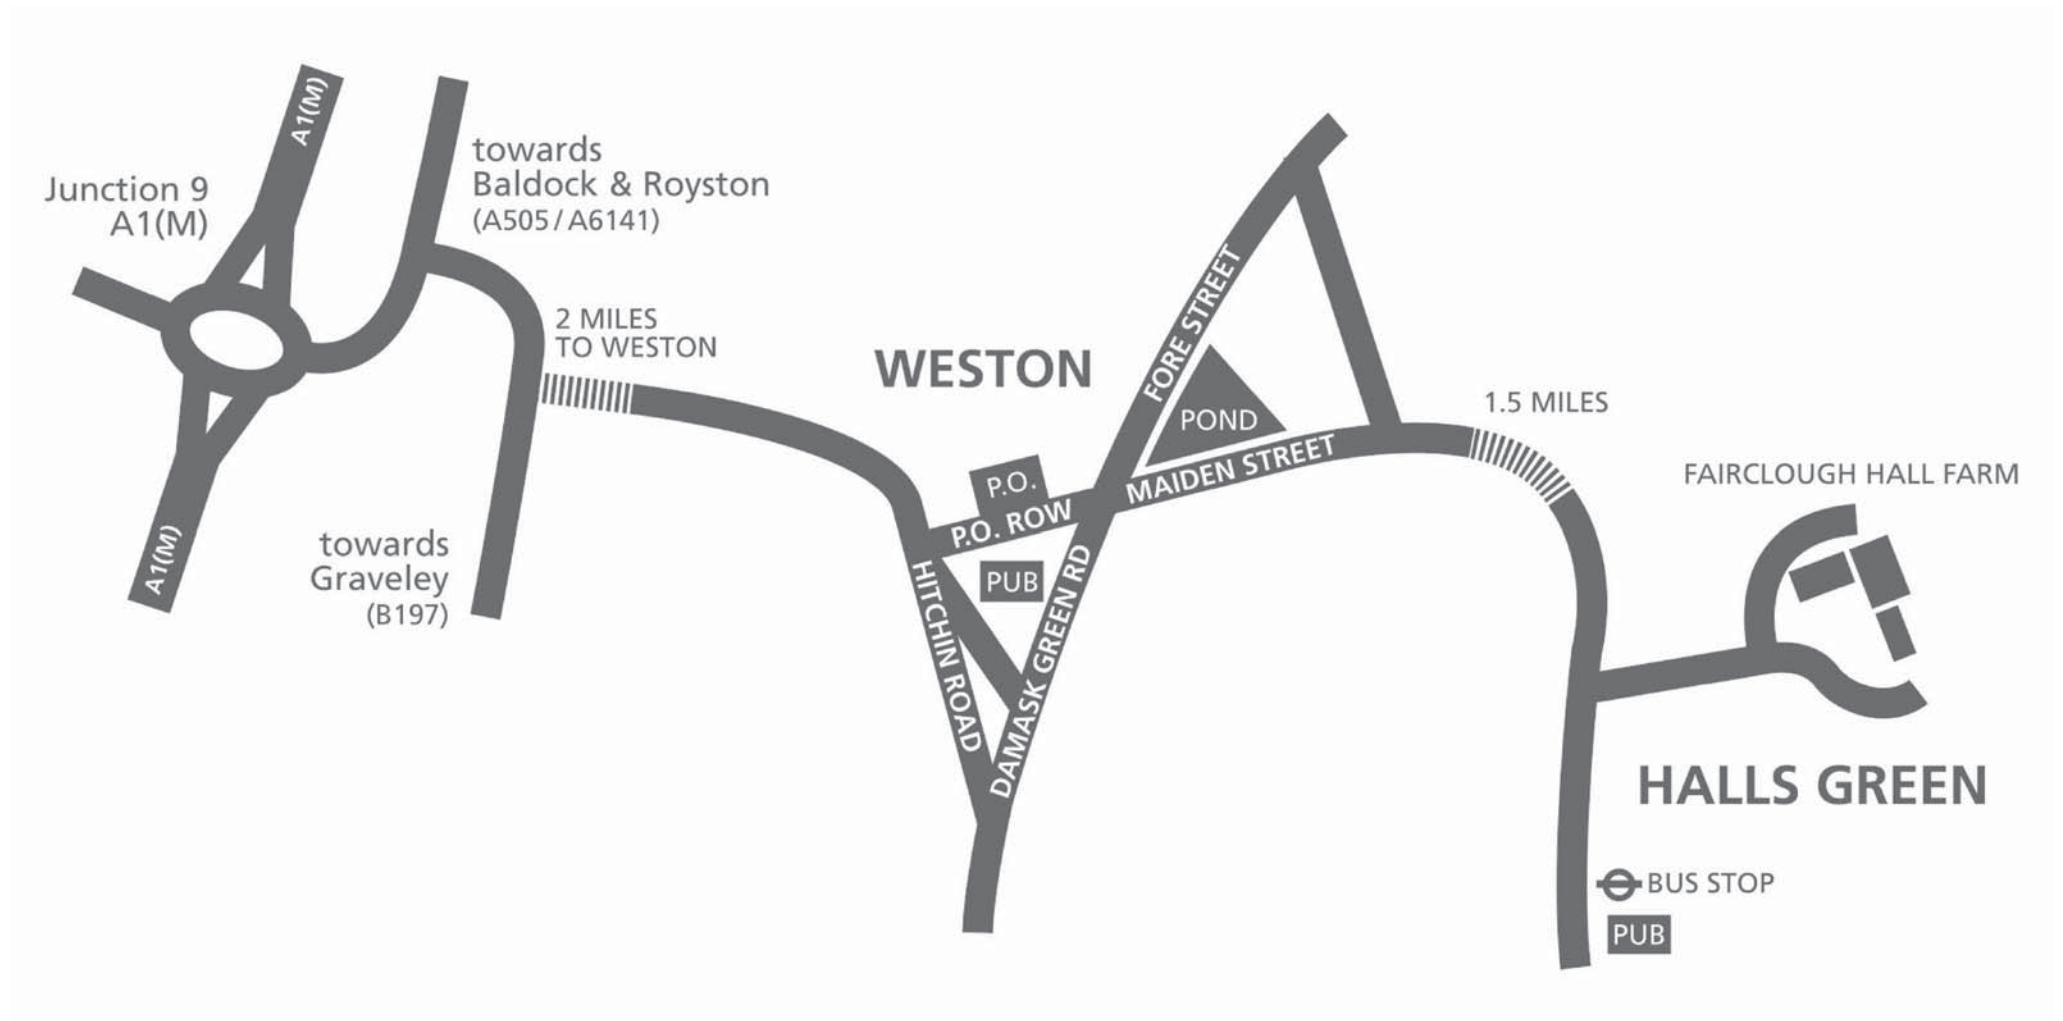 A1(M)
Junction 9
A1(M)
towards
Baldock & Royston
(A505/A6141)
2 MILES
TO WESTON
A1(M)
towards
Graveley
(B197)
WESTON
P.O.
P.O. ROW
PUB
HITCHIN ROAD
DAMASK GREEN RD
FORE STREET
POND
MAIDEN STREET
1.5 MILES
FAIRCLOUGH HALL FARM
HALLS GREEN
BUS STOP
PUB